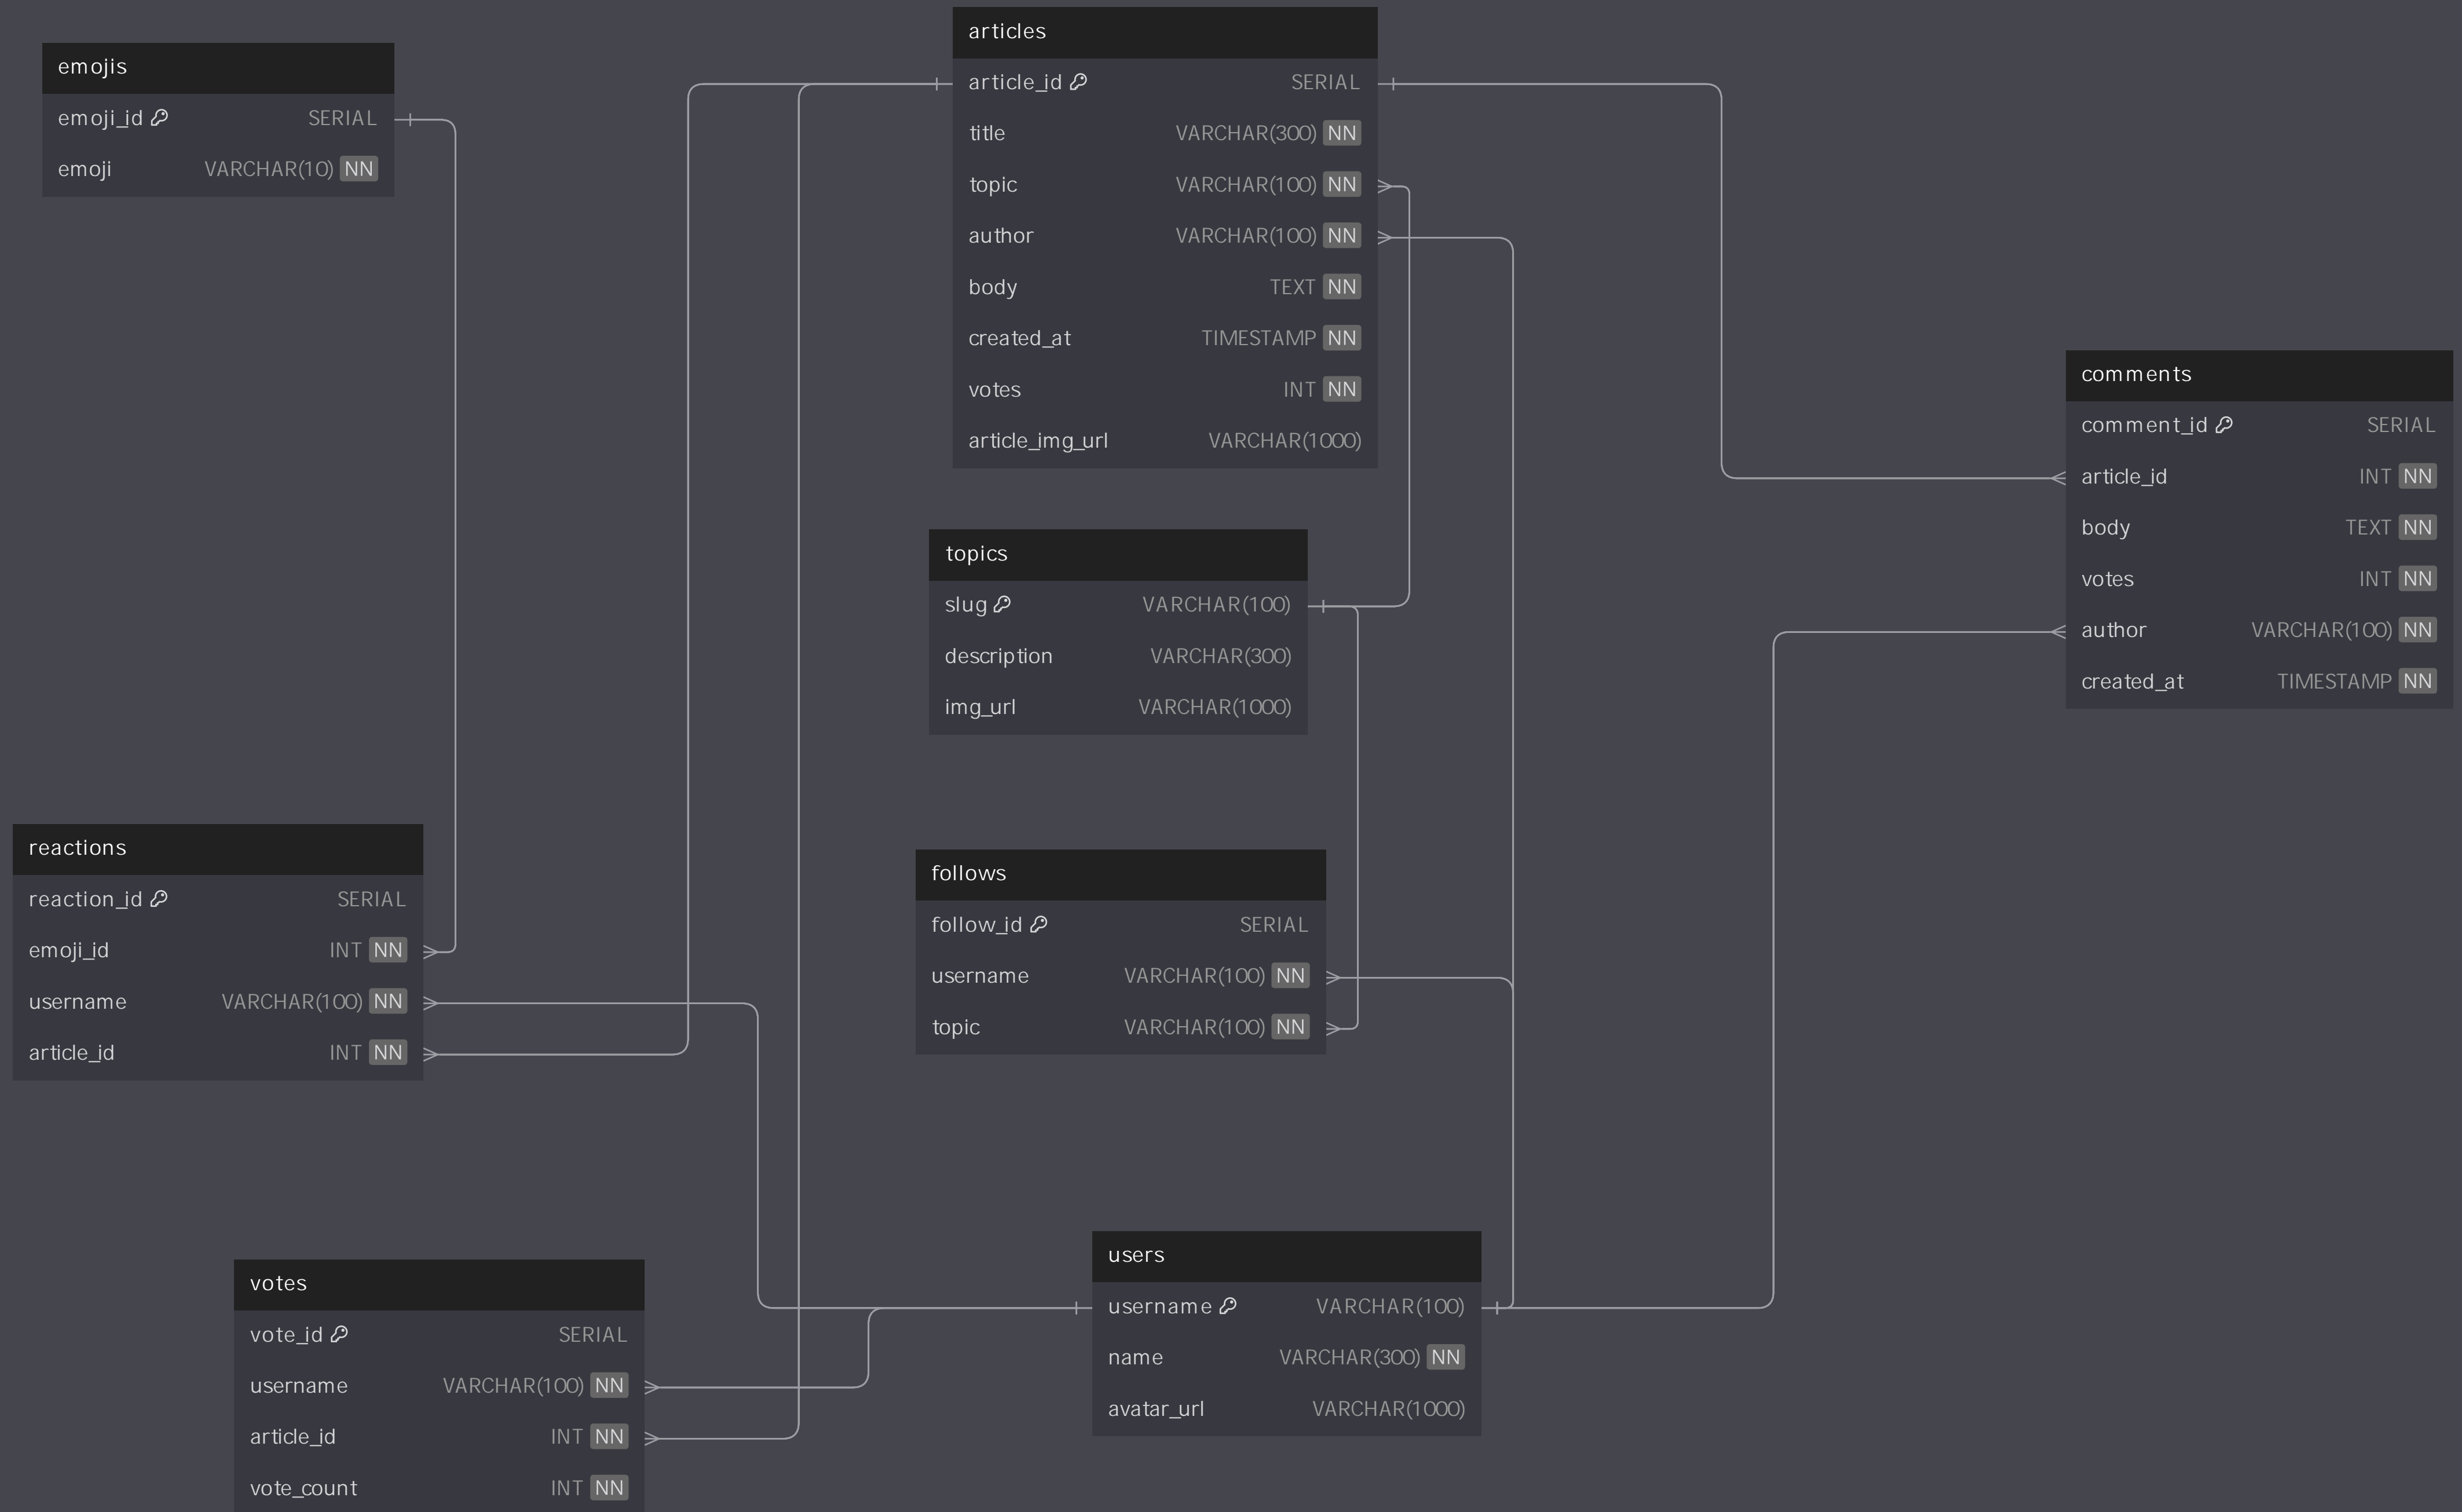 emojis
emoji_id SERIAL
emoji VARCHAR(10) NN
articles
article_id SERIAL
title VARCHAR(300) NN
topic VARCHAR(100) NN
author VARCHAR(100) NN
body TEXT NN
created_at TIMESTAMP NN
votes INT NN
article_img_url VARCHAR(1000)
comments
comment_id SERIAL
article_id INT NN
body TEXT NN
votes INT NN
author VARCHAR(100) NN
created_at TIMESTAMP NN
topics
slug VARCHAR(100)
description VARCHAR(300)
img_url VARCHAR(1000)
reactions
reaction_id SERIAL
emoji_id INT NN
username VARCHAR(100) NN
article_id INT NN
follows
follow_id SERIAL
username VARCHAR(100) NN
topic VARCHAR(100) NN
votes
vote_id SERIAL
username VARCHAR(100) NN
article_id INT NN
vote_count INT NN
users
username VARCHAR(100)
name VARCHAR(300) NN
avatar_url VARCHAR(1000)